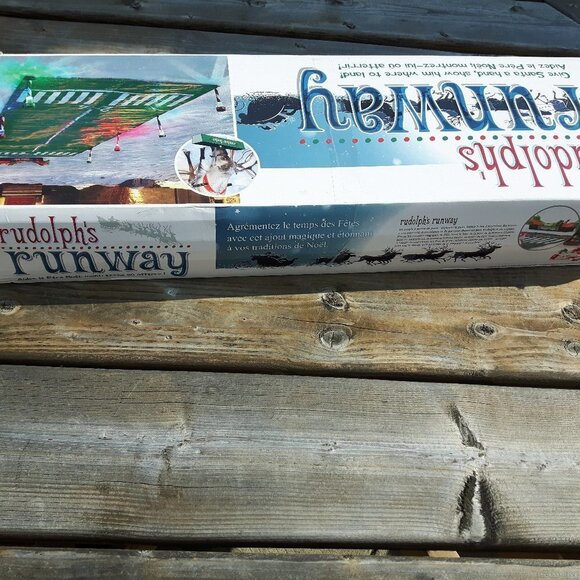 Give Santa a hand, show him where to land!
Aidez le Père Noël, montrez-lui où atterrir!
runway
udolph's
rudolph's
runway
Agrémentez le temps des Fêtes
avec cet ajout magique et étonnant
à vos traditions de Noël.
rudolph's runway